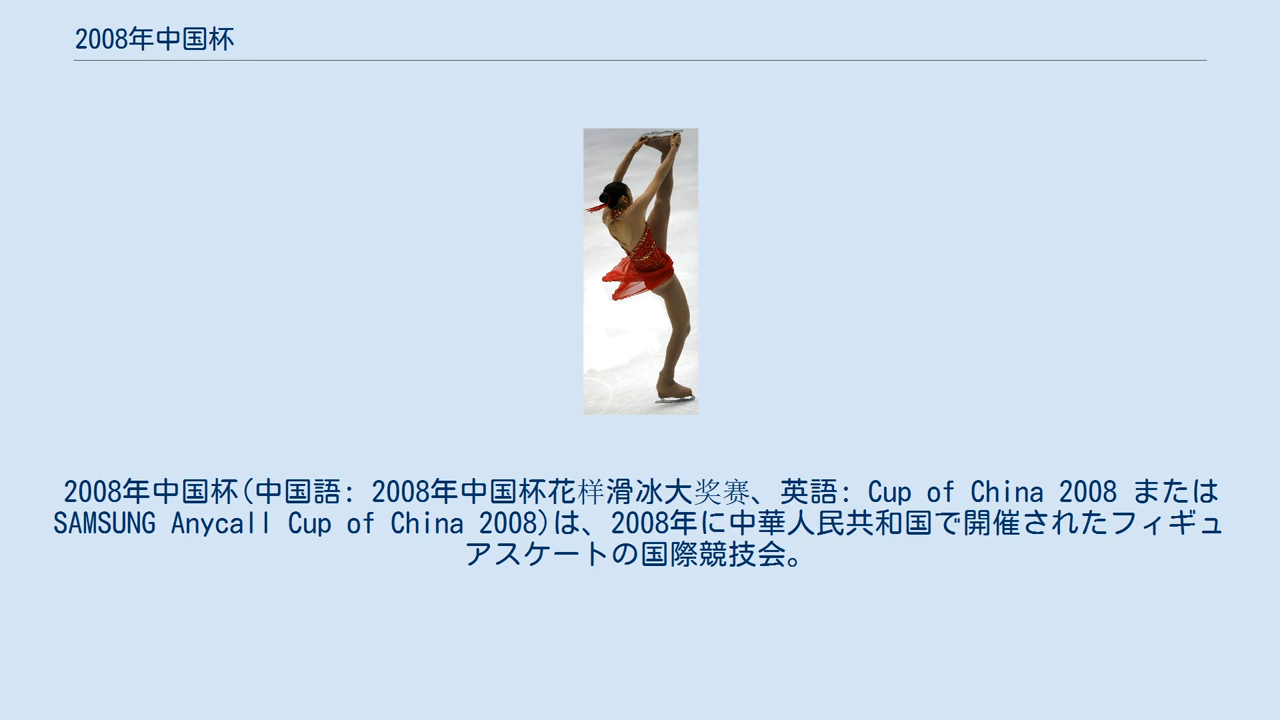 2008年中国杯
2008年中国杯(中国語: 2008年中国杯花样滑冰大奖赛、英語: Cup of China 2008 または
SAMSUNG Anycall Cup of China 2008)は、2008年に中華人民共和国で開催されたフィギュ
アスケートの国際競技会。